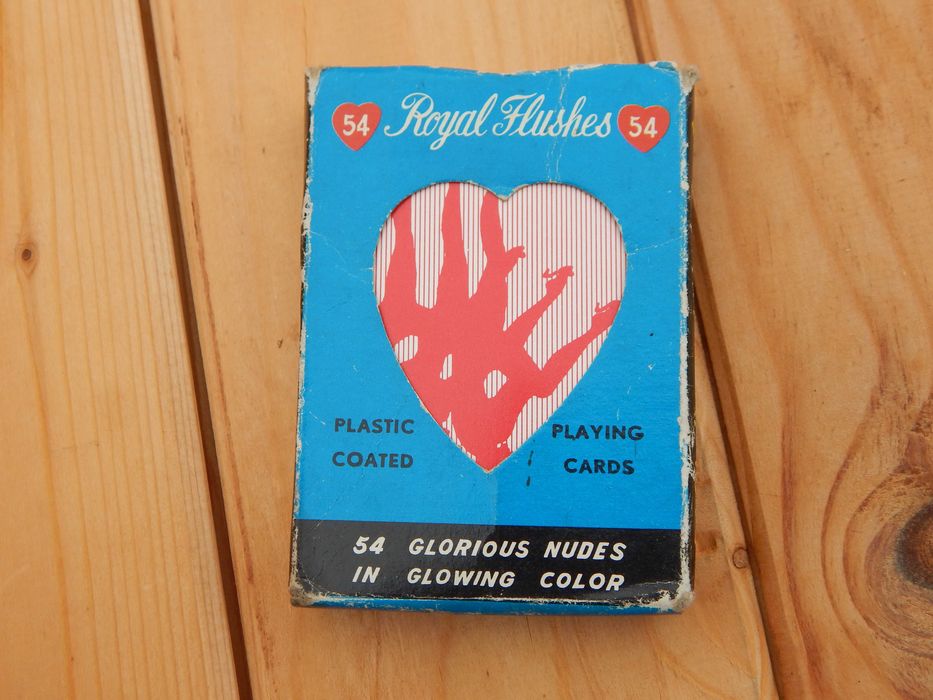 54 Royal Flushes 54
PLASTIC PLAYING
COATED CARDS
54 GLORIOUS NUDES
IN GLOWING COLOR